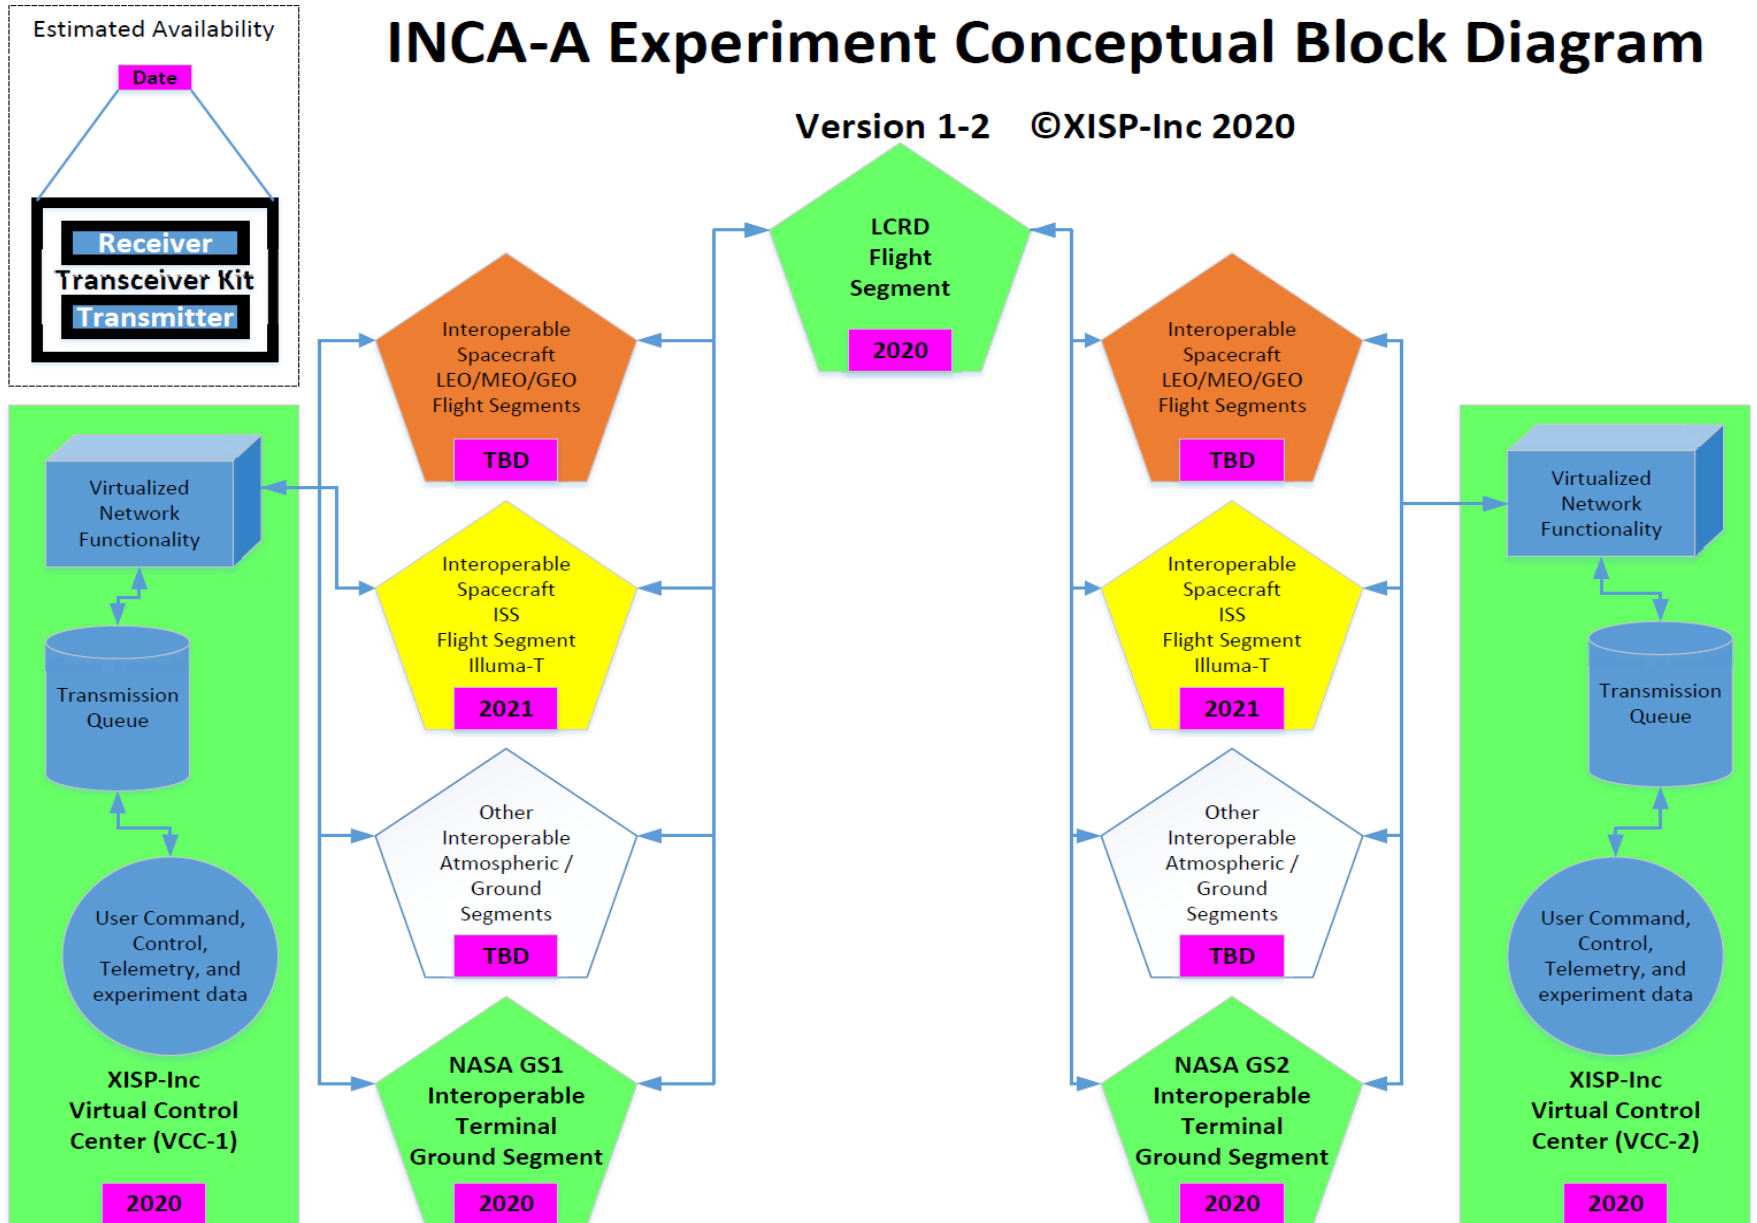 Estimated Availability
Date
Receiver
Transceiver Kit
Transmitter
INCA-A Experiment Conceptual Block Diagram
Version 1-2 ©XISP-Inc 2020
LCRD
Flight
Segment
2020
Interoperable
Spacecraft
LEO/MEO/GEO
Flight Segments
TBD
Interoperable
Spacecraft
LEO/MEO/GEO
Flight Segments
TBD
Virtualized
Network
Functionality
Transmission
Queue
User Command,
Control,
Telemetry, and
experiment data
XISP-Inc
Virtual Control
Center (VCC-1)
2020
Interoperable
Spacecraft
ISS
Flight Segment
Illuma-T
2021
Other
Interoperable
Atmospheric /
Ground
Segments
TBD
NASA GS1
Interoperable
Terminal
Ground Segment
2020
Interoperable
Spacecraft
ISS
Flight Segment
Illuma-T
2021
Other
Interoperable
Atmospheric /
Ground
Segments
TBD
NASA GS2
Interoperable
Terminal
Ground Segment
2020
Virtualized
Network
Functionality
Transmission
Queue
User Command,
Control,
Telemetry, and
experiment data
XISP-Inc
Virtual Control
Center (VCC-2)
2020